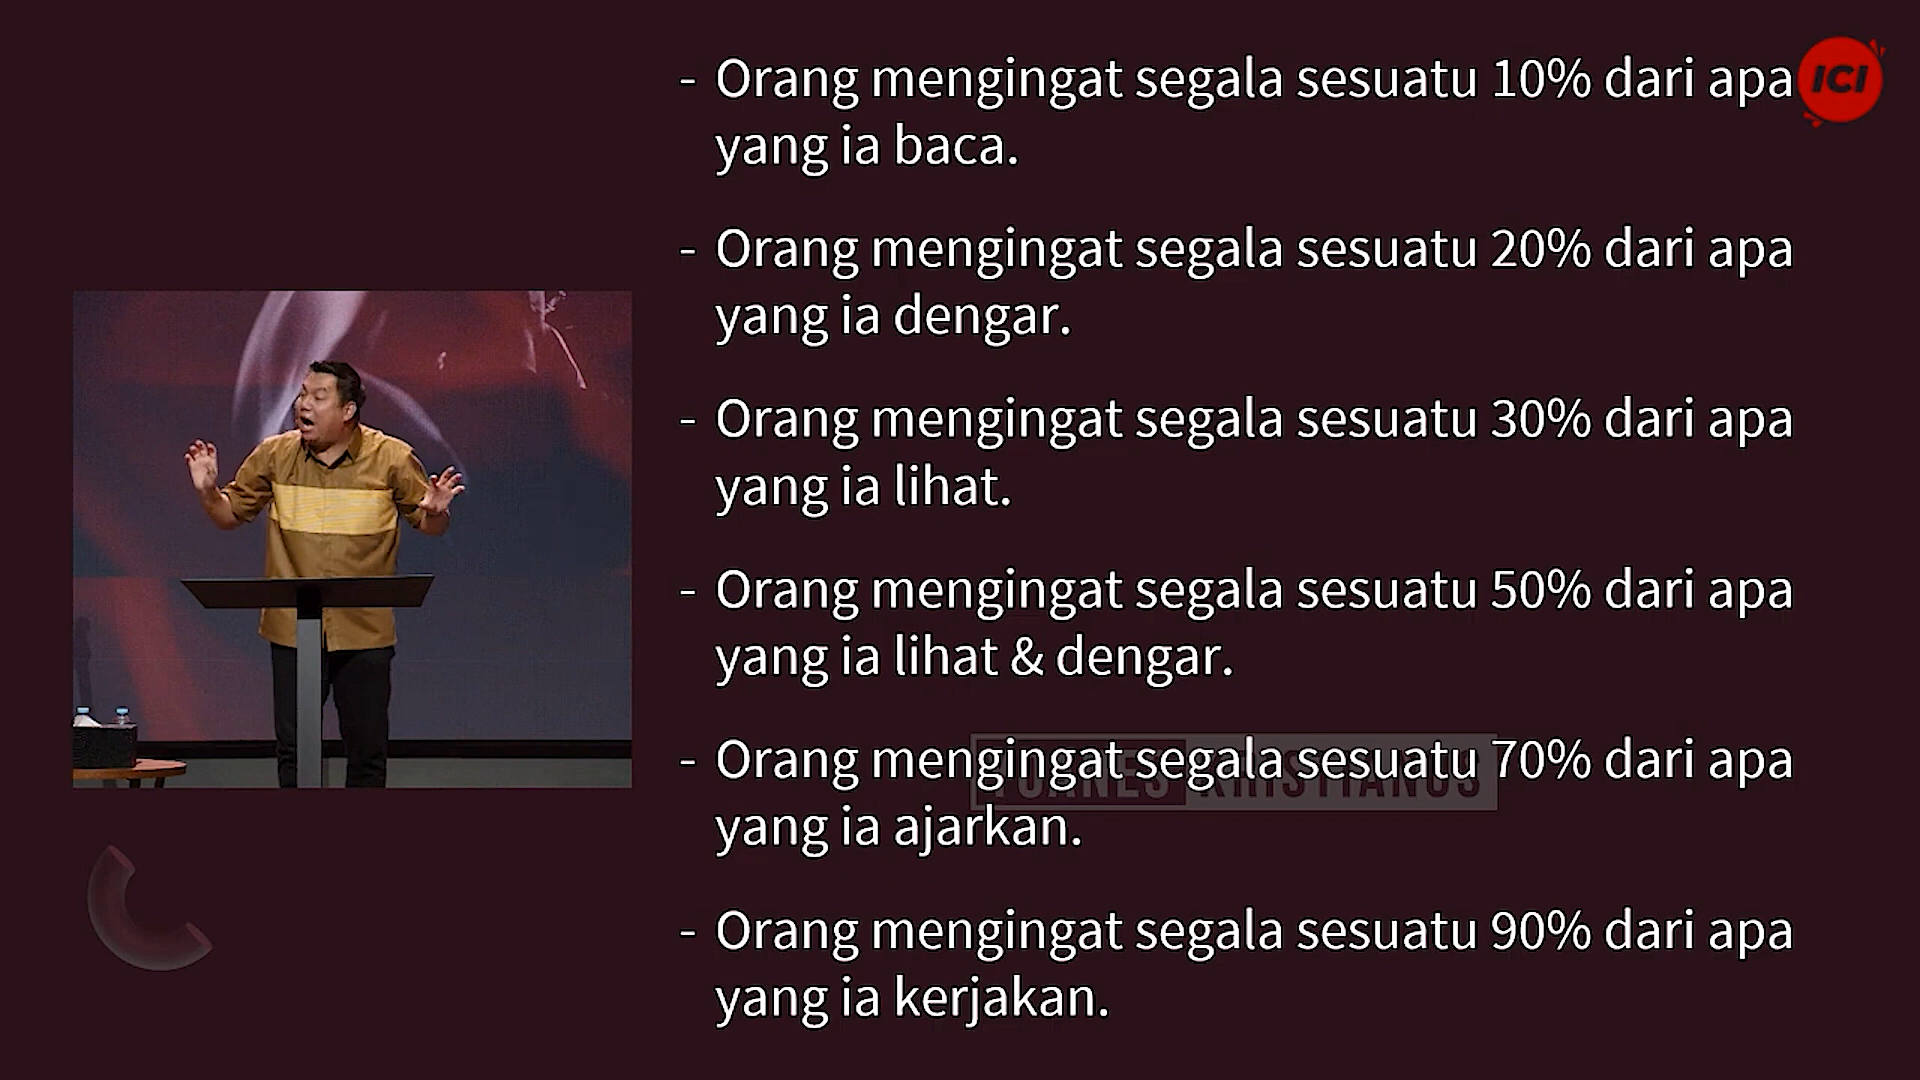 - Orang mengingat segala sesuatu 10% dari apa
yang ia baca.
ICI
- Orang mengingat segala sesuatu 20% dari apa
yang ia dengar.
- Orang mengingat segala sesuatu 30% dari apa
yang ia lihat.
- Orang mengingat segala sesuatu 50% dari apa
yang ia lihat & dengar.
- Orang mengingat segala sesuatu 70% dari apa
yang ia ajarkan.
- Orang mengingat segala sesuatu 90% dari apa
yang ia kerjakan.